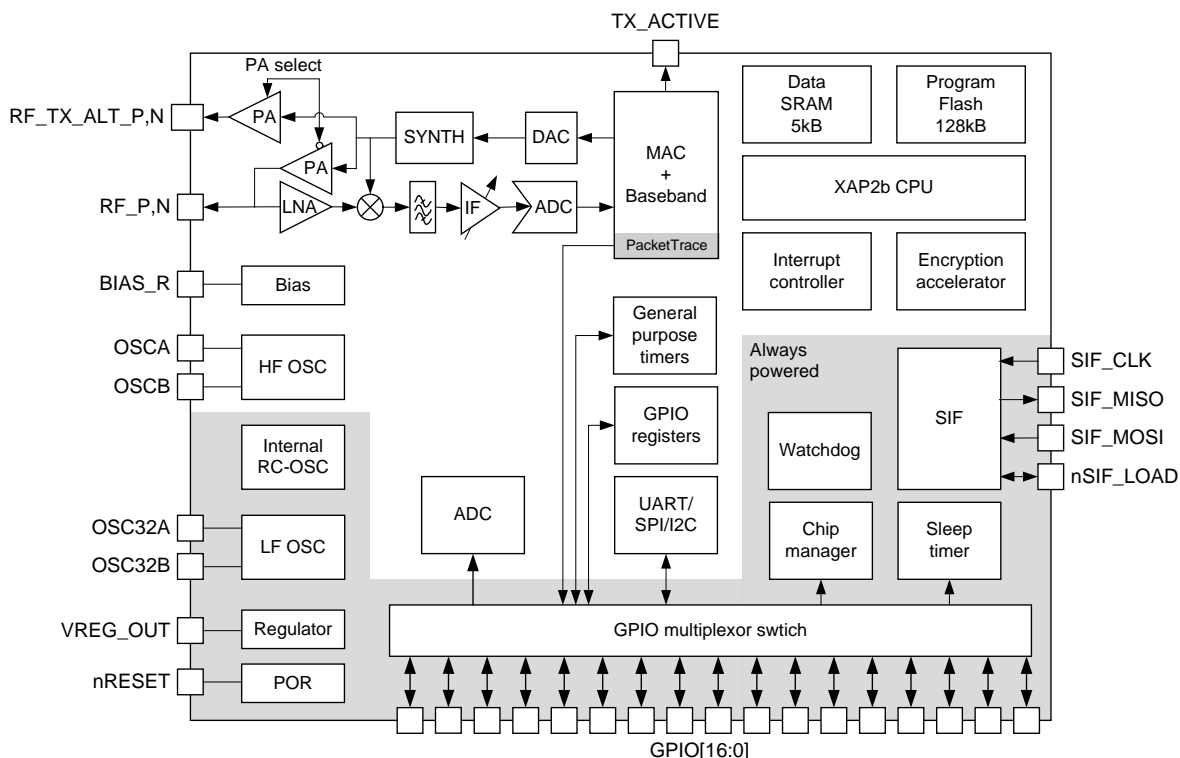 TX_ACTIVE
PA select
RF_TX_ALT_P,N
PA
PA
SYNTH
DAC
MAC
+
Baseband
PacketTrace
Data
SRAM
5kB
Program
Flash
128kB
XAP2b CPU
RF_P,N
LNA
IF
ADC
Interrupt
controller
Encryption
accelerator
BIAS_R
Bias
OSCA
OSCB
HF OSC
General
purpose
timers
Always
powered
SIF
SIF_CLK
SIF_MISO
SIF_MOSI
nSIF_LOAD
GPIO
registers
Watchdog
Internal
RC-OSC
ADC
UART/
SPI/I2C
Chip
manager
Sleep
timer
OSC32A
OSC32B
LF OSC
VREG_OUT
Regulator
GPIO multiplexor swtich
nRESET
POR
GPIO[16:0]